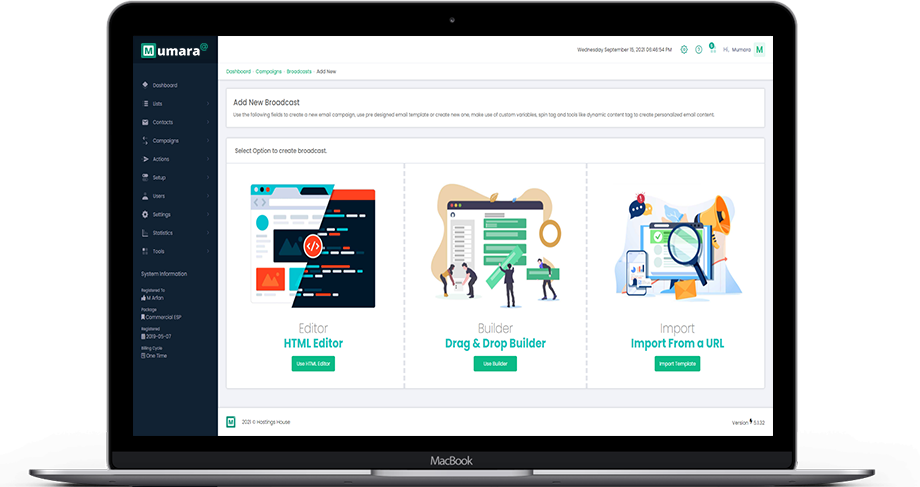 Mumara@
Wednesday September 15, 2021 06:46:54 PM
Hi, Mumara
M
Dashboard
Lists
Contacts
Campaigns
Actions
Setup
Users
Settings
Statistics
Tools
System Information
Registered To
M Arfan
Package
Commercial ESP
Registered
2019-05-07
Billing Cycle
One Time
Dashboard · Campaigns · Broadcasts · Add New
Add New Broadcast
Use the following fields to create a new email campaign, use pre designed email template or create new one, make use of custom variables, spin tag and tools like dynamic content tag to create personalized email content.
Select Option to create broadcast.
Editor
HTML Editor
Use HTML Editor
Builder
Drag & Drop Builder
Use Builder
Import
Import From a URL
Import Template
M
2021 © Hostings House
Version
5.1.32
MacBook